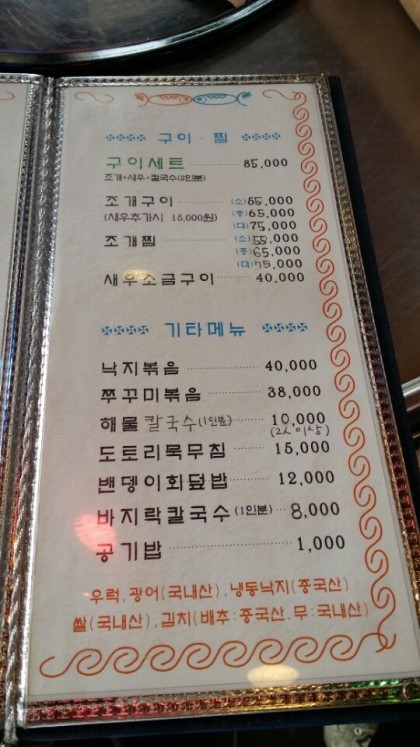 구이·찜
구이세트 85,000
조개+새우+칼국수(2인분)
조개구이 (소)55,000
(새우추가시 15,000원) (중)65,000
(대)75,000
조개찜 (소)55,000
(중)65,000
(대)75,000
새우소금구이 40,000
기타메뉴
낙지볶음 40,000
쭈꾸미볶음 38,000
해물칼국수(1인분) 10,000
(2人이상)
도토리묵무침 15,000
밴뎅이회덮밥 12,000
바지락칼국수(1인분) 8,000
공기밥 1,000
우럭,광어(국내산),냉동낙지(중국산)
쌀(국내산),김치(배추:중국산,무:국내산)